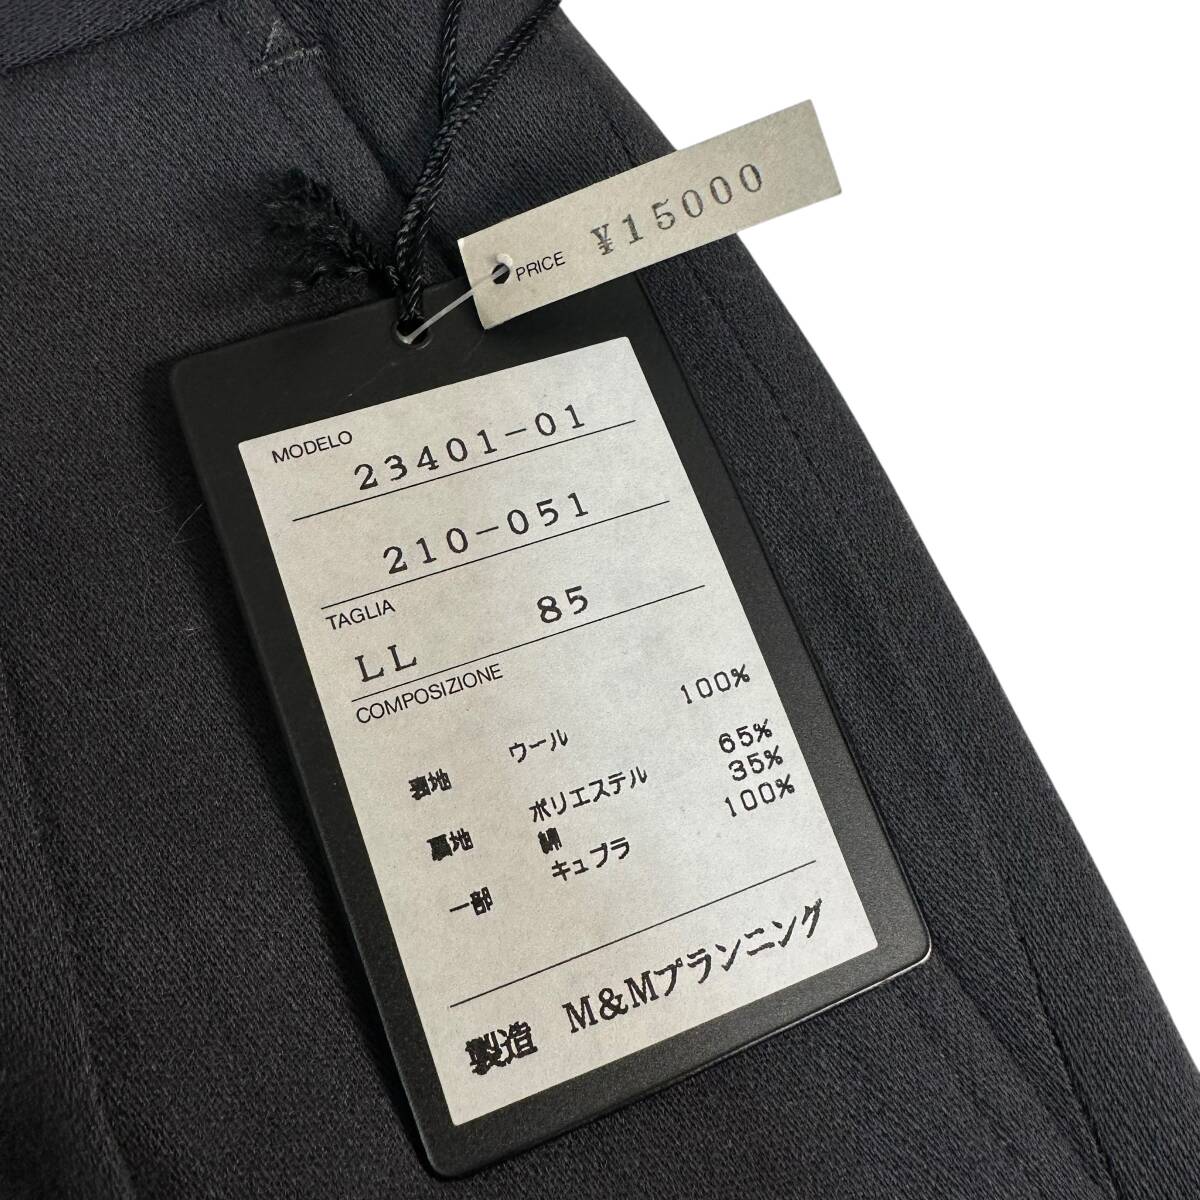 PRICE ¥15000
MODELO
23401-01
210-051
TAGLIA
LL 85
COMPOSIZIONE
表地 ウール 100%
裏地 ポリエステル 65%
綿 35%
一部 キュプラ 100%
製造 M&Mプランニング